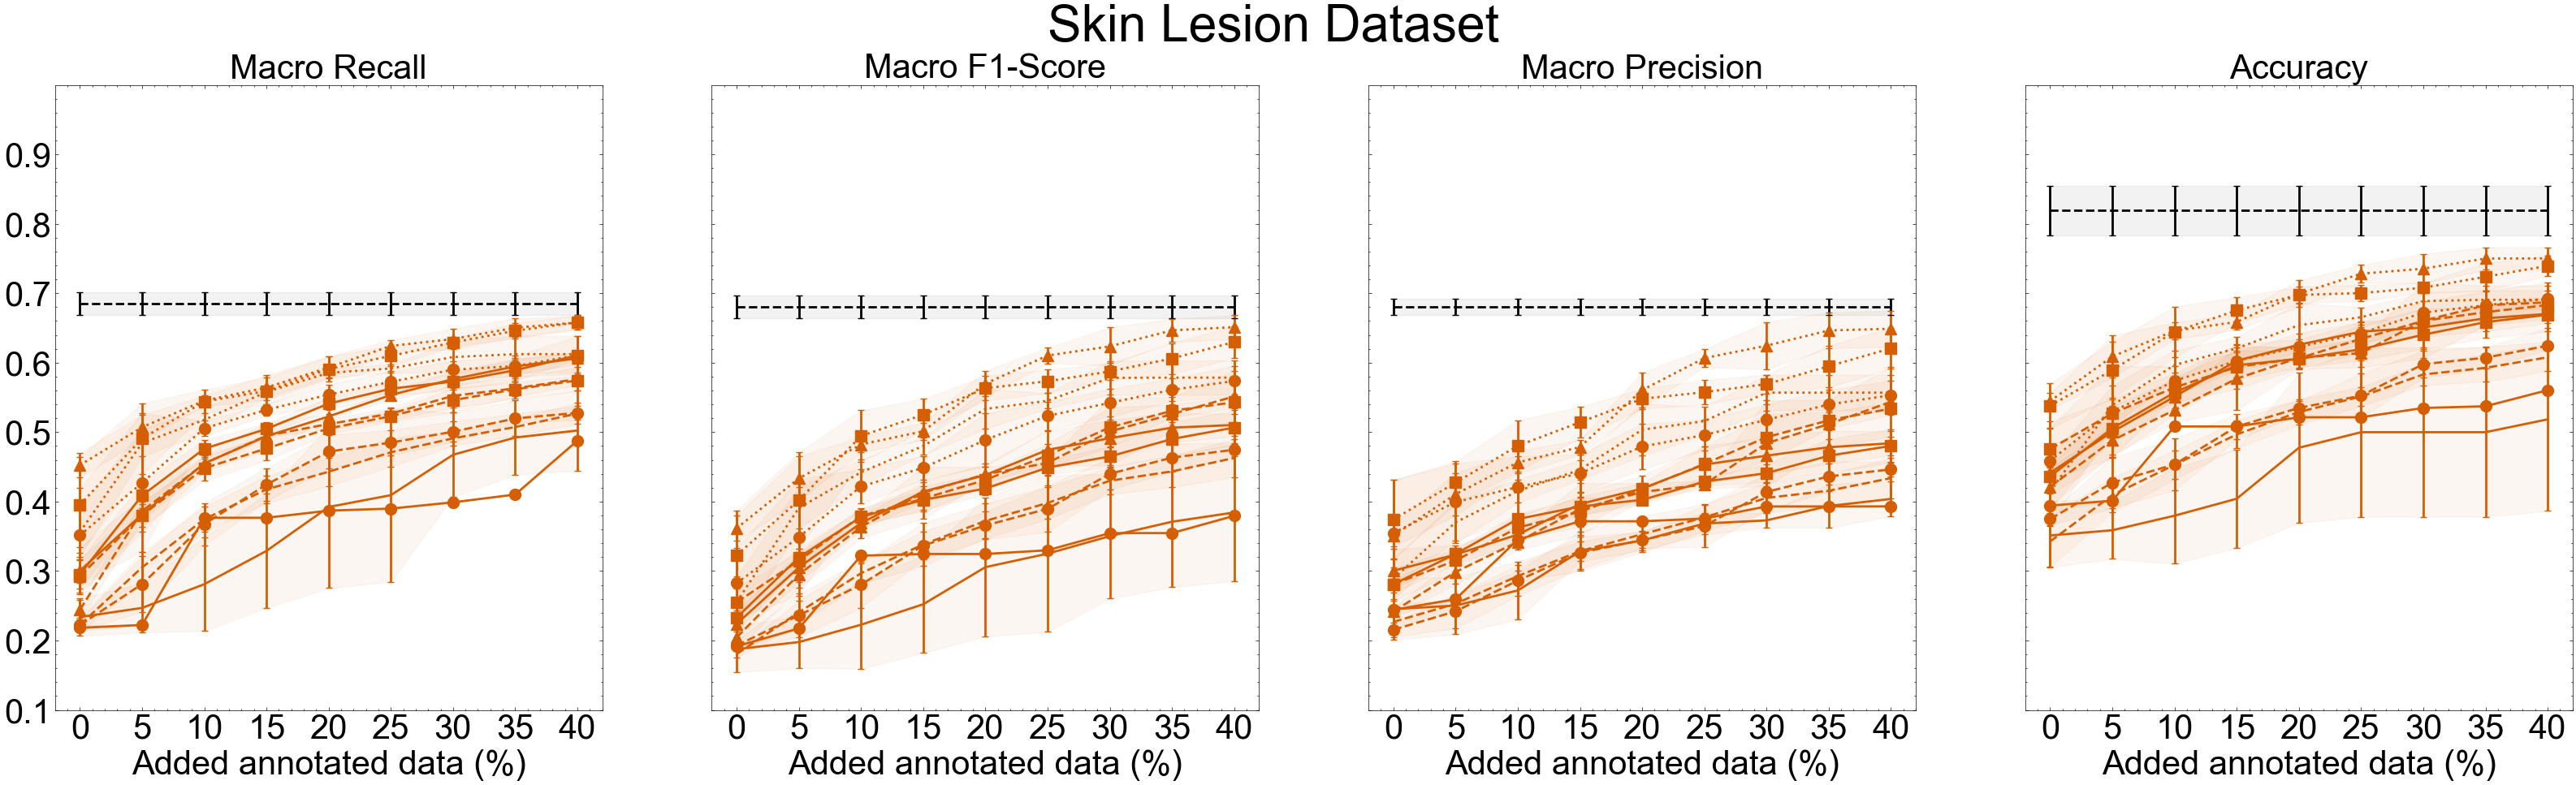 Skin Lesion Dataset
Macro Recall
Macro F1-Score
Macro Precision
Accuracy
0.9
0.8
0.7
0.6
0.5
0.4
0.3
0.2
0.1
0 5 10 15 20 25 30 35 40
0 5 10 15 20 25 30 35 40
0 5 10 15 20 25 30 35 40
0 5 10 15 20 25 30 35 40
Added annotated data (%)
Added annotated data (%)
Added annotated data (%)
Added annotated data (%)